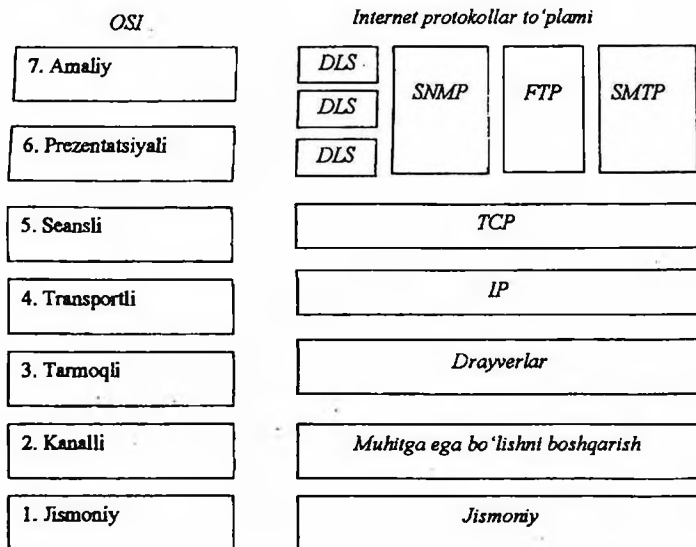 OSI
Internet protokollar to‘plami
7. Amaliy
6. Prezentatsiyali
5. Seansli
4. Transportli
3. Tarmoqli
2. Kanalli
1. Jismoniy
DLS
DLS
DLS
SNMP
FTP
SMTP
TCP
IP
Drayverlar
Muhitga ega bo‘lishni boshqarish
Jismoniy